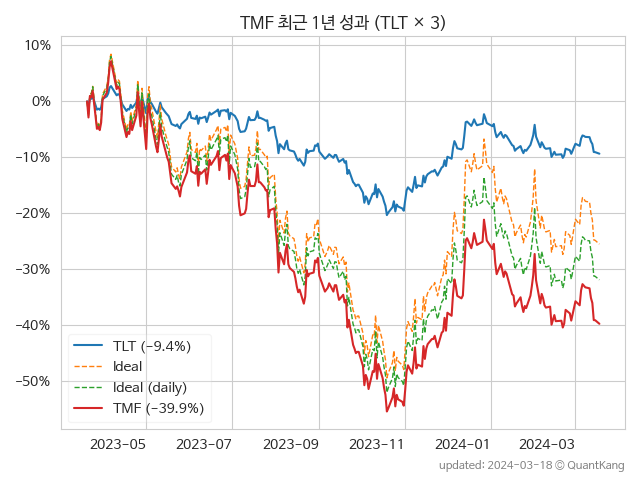 TMF 최근 1년 성과 (TLT × 3)
10%
0%
−10%
−20%
−30%
−40%
−50%
TLT (−9.4%)
Ideal
Ideal (daily)
TMF (−39.9%)
2023-05 2023-07 2023-09 2023-11 2024-01 2024-03
updated: 2024-03-18 ⓒ QuantKang